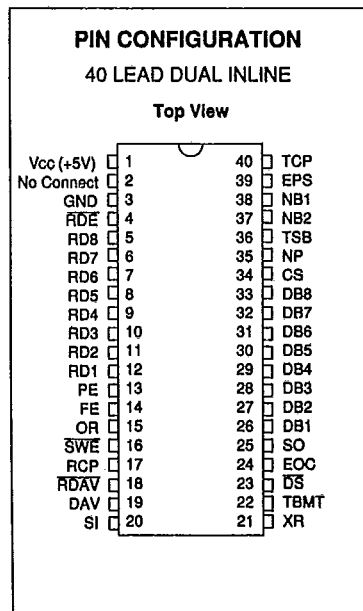 PIN CONFIGURATION
40 LEAD DUAL INLINE
Top View
Vcc (+5V) 1 40 TCP
No Connect 2 39 EPS
GND 3 38 NB1
R̅D̅E̅ 4 37 NB2
RD8 5 36 TSB
RD7 6 35 NP
RD6 7 34 CS
RD5 8 33 DB8
RD4 9 32 DB7
RD3 10 31 DB6
RD2 11 30 DB5
RD1 12 29 DB4
PE 13 28 DB3
FE 14 27 DB2
OR 15 26 DB1
S̅W̅E̅ 16 25 SO
RCP 17 24 EOC
R̅D̅A̅V̅ 18 23 D̅S̅
DAV 19 22 TBMT
SI 20 21 XR